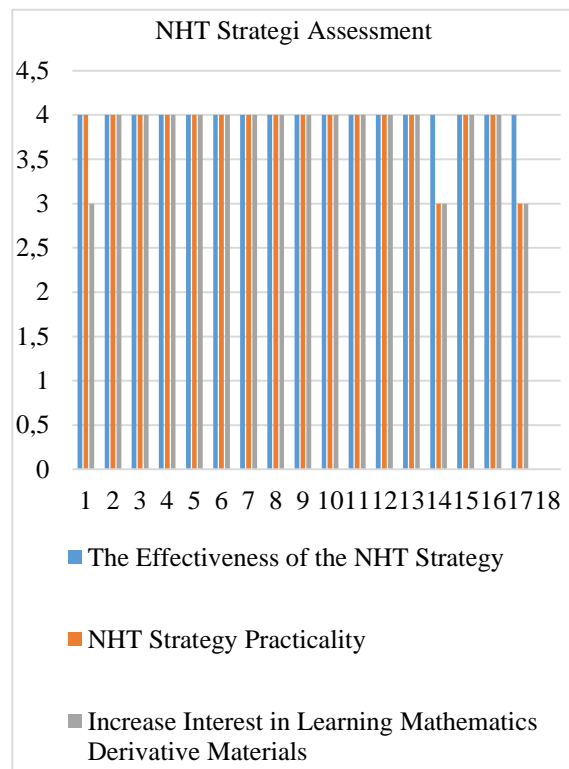 NHT Strategi Assessment
4,5
4
3,5
3
2,5
2
1,5
1
0,5
0
1 2 3 4 5 6 7 8 9 10 11 12 13 14 15 16 17 18
The Effectiveness of the NHT Strategy
NHT Strategy Practicality
Increase Interest in Learning Mathematics
Derivative Materials